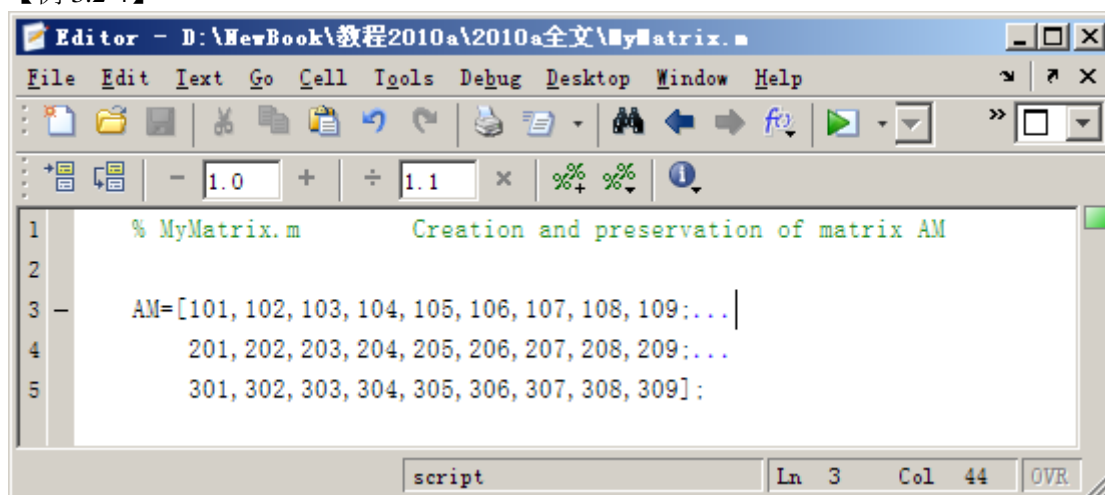 Editor - D:\NewBook\教程2010a\2010a全文\MyMatrix.m
File Edit Text Go Cell Tools Debug Desktop Window Help
1.0 1.1
1 % MyMatrix.m Creation and preservation of matrix AM
2
3 AM=[101,102,103,104,105,106,107,108,109;...
4 201,202,203,204,205,206,207,208,209;...
5 301,302,303,304,305,306,307,308,309];
script Ln 3 Col 44 OVR